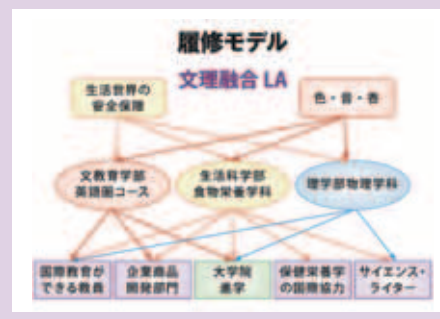 履修モデル
文理融合 LA
生活世界の
安全保障
色・音・香
文教育学部
英語圏コース
生活科学部
食物栄養学科
理学部物理学科
国際教育が
できる教員
企業商品
開発部門
大学院
進学
保健栄養学
の国際協力
サイエンス・
ライター